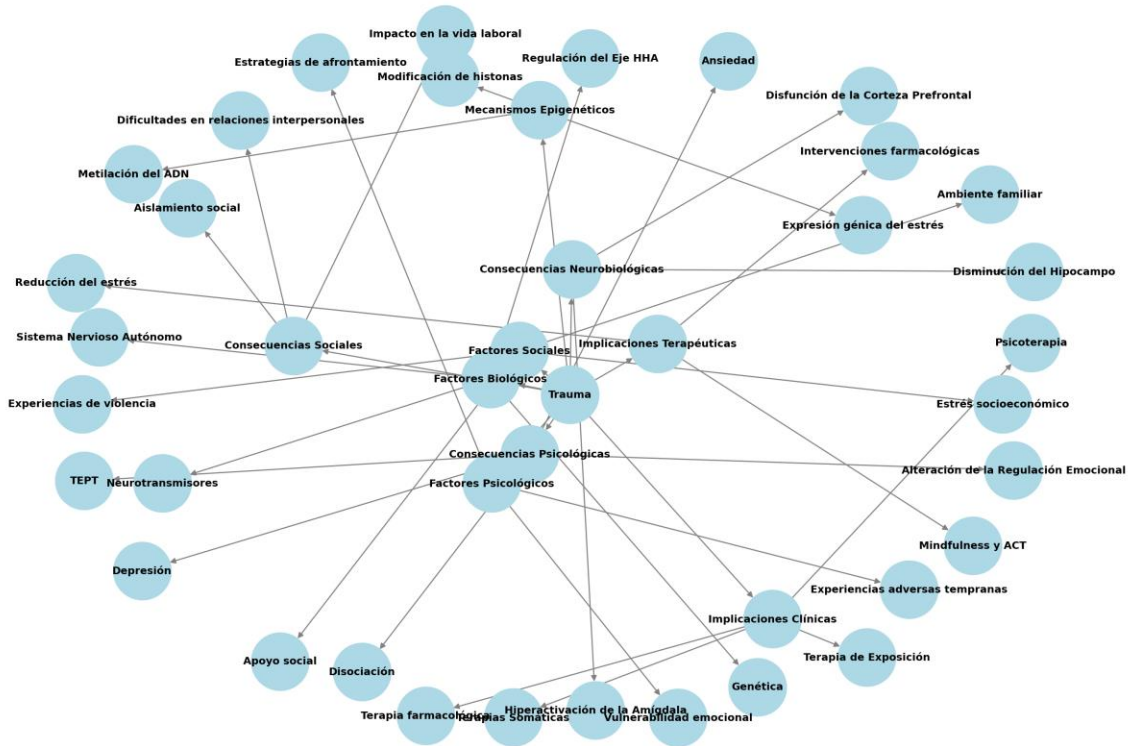 Impacto en la vida laboral
Estrategias de afrontamiento
Regulación del Eje HHA
Ansiedad
Modificación de histonas
Disfunción de la Corteza Prefrontal
Mecanismos Epigenéticos
Dificultades en relaciones interpersonales
Intervenciones farmacológicas
Metilación del ADN
Ambiente familiar
Aislamiento social
Expresión génica del estrés
Consecuencias Neurobiológicas
Disminución del Hipocampo
Reducción del estrés
Sistema Nervioso Autónomo
Consecuencias Sociales
Implicaciones Terapéuticas
Psicoterapia
Factores Sociales
Factores Biológicos
Trauma
Experiencias de violencia
Estrés socioeconómico
Consecuencias Psicológicas
Alteración de la Regulación Emocional
TEPT
Neurotransmisores
Factores Psicológicos
Mindfulness y ACT
Depresión
Experiencias adversas tempranas
Implicaciones Clínicas
Apoyo social
Disociación
Terapia de Exposición
Genética
Hiperactivación de la Amígdala
Terapia farmacológica
Terapias Somáticas
Vulnerabilidad emocional